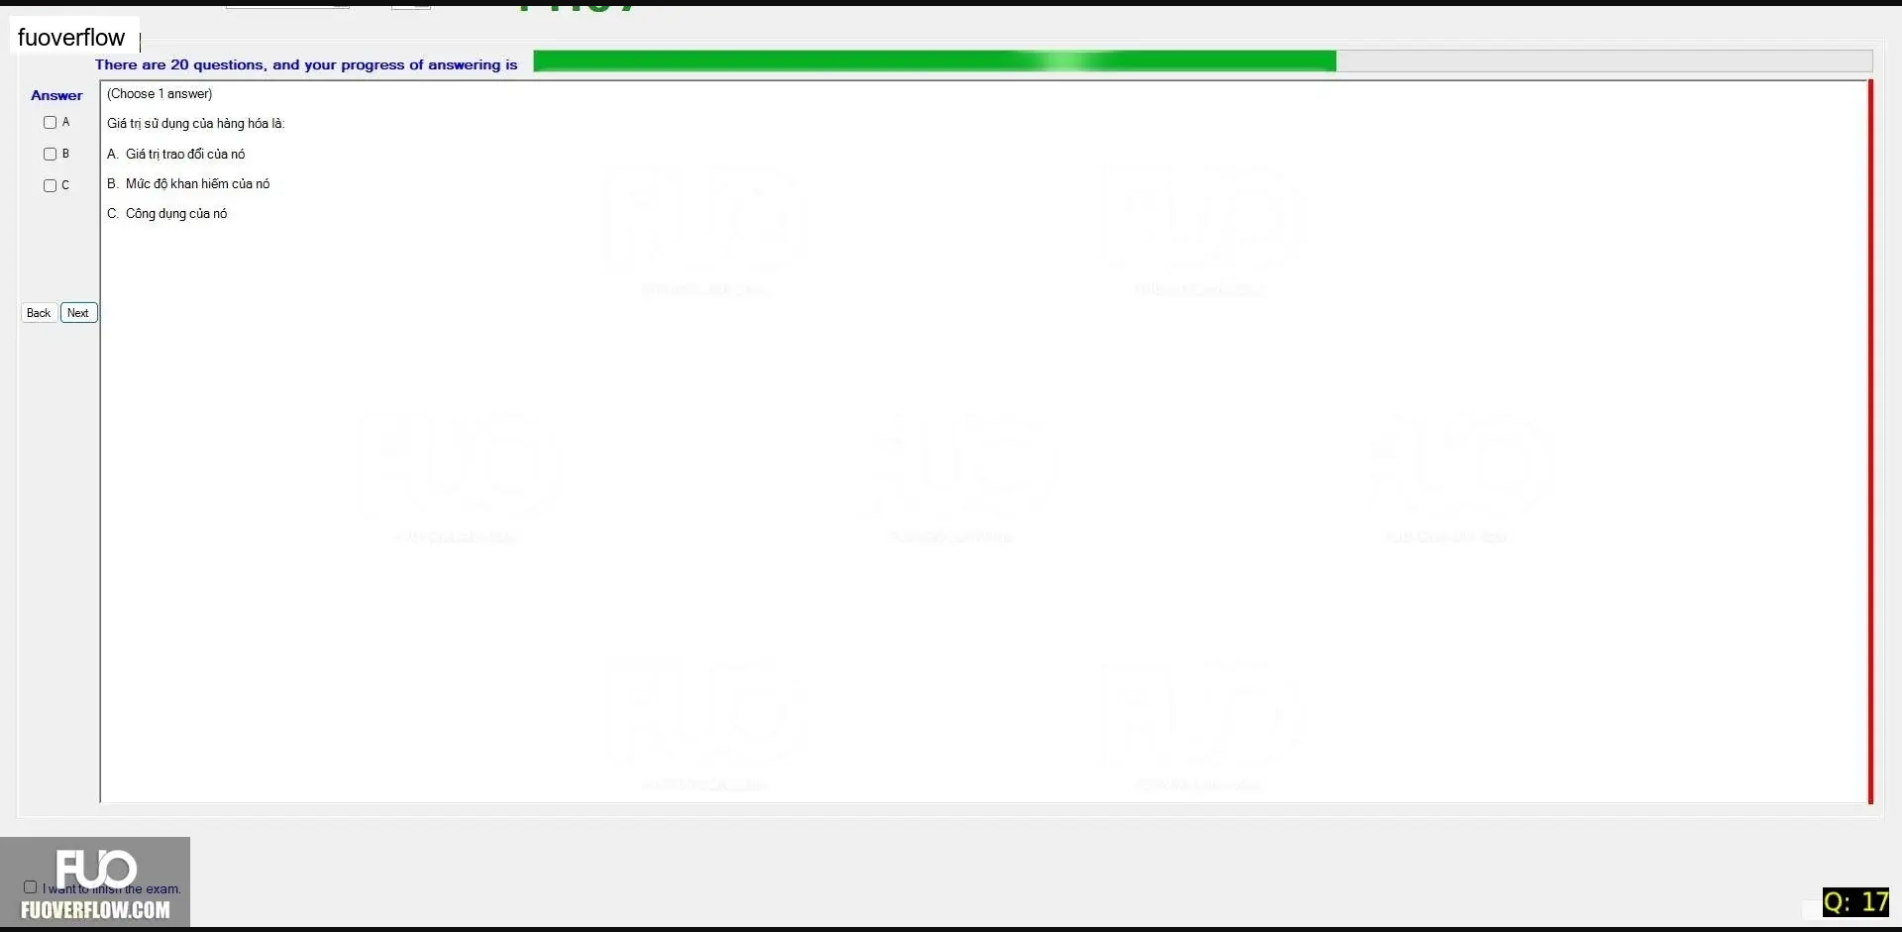 fuoverflow
There are 20 questions, and your progress of answering is
Answer
(Choose 1 answer)
A
Giá trị sử dụng của hàng hóa là:
B
A. Giá trị trao đổi của nó
C
B. Mức độ khan hiếm của nó
C. Công dụng của nó
Back Next
FUO
I want to finish the exam.
FUOVERFLOW.COM
Q: 17